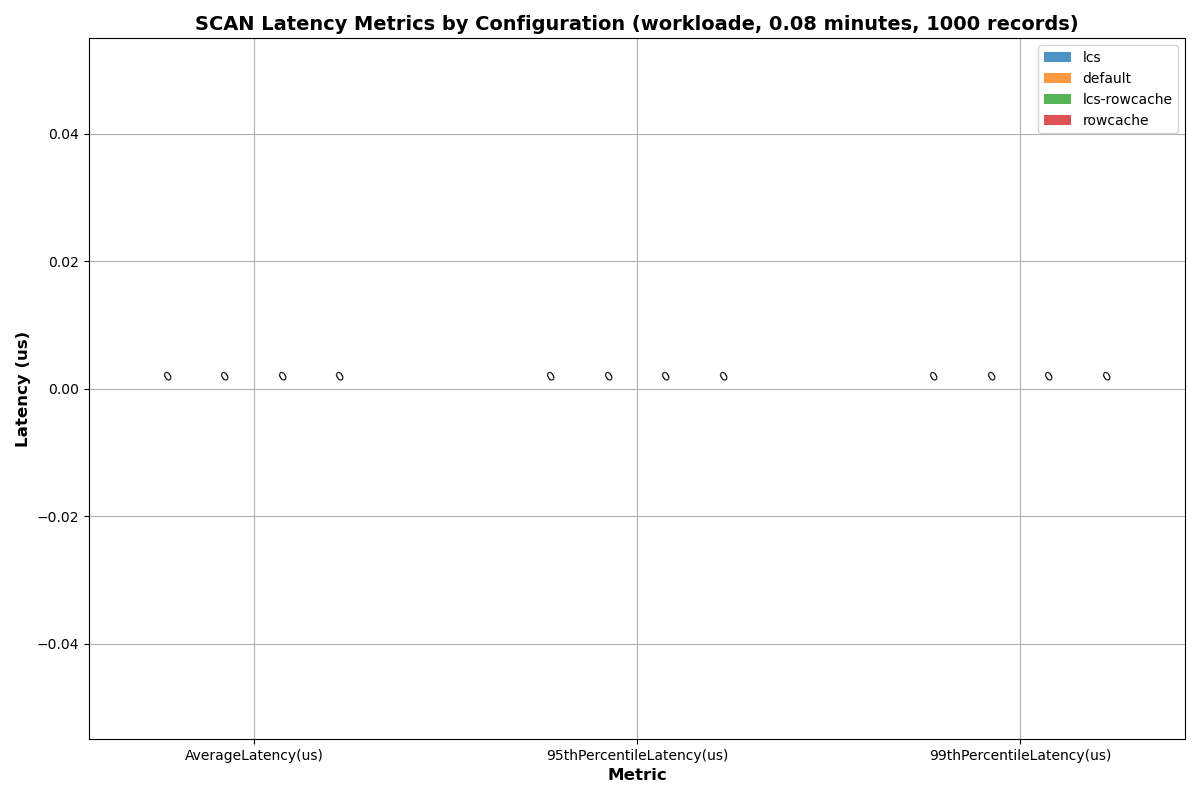 SCAN Latency Metrics by Configuration (workloade, 0.08 minutes, 1000 records)
lcs
default
lcs-rowcache
rowcache
0.04
0.02
0.00
−0.02
−0.04
Latency (us)
0 0 0 0 0 0 0 0 0 0 0 0
AverageLatency(us) 95thPercentileLatency(us) 99thPercentileLatency(us)
Metric